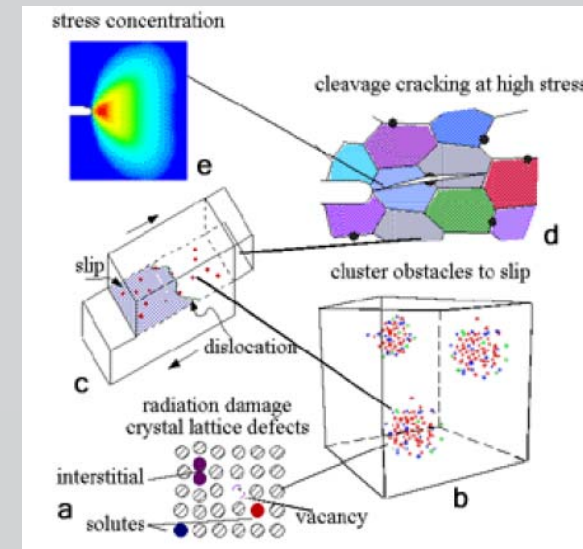 stress concentration
e
cleavage cracking at high stress
d
slip
dislocation
c
cluster obstacles to slip
b
radiation damage
crystal lattice defects
interstitial
a
solutes
vacancy